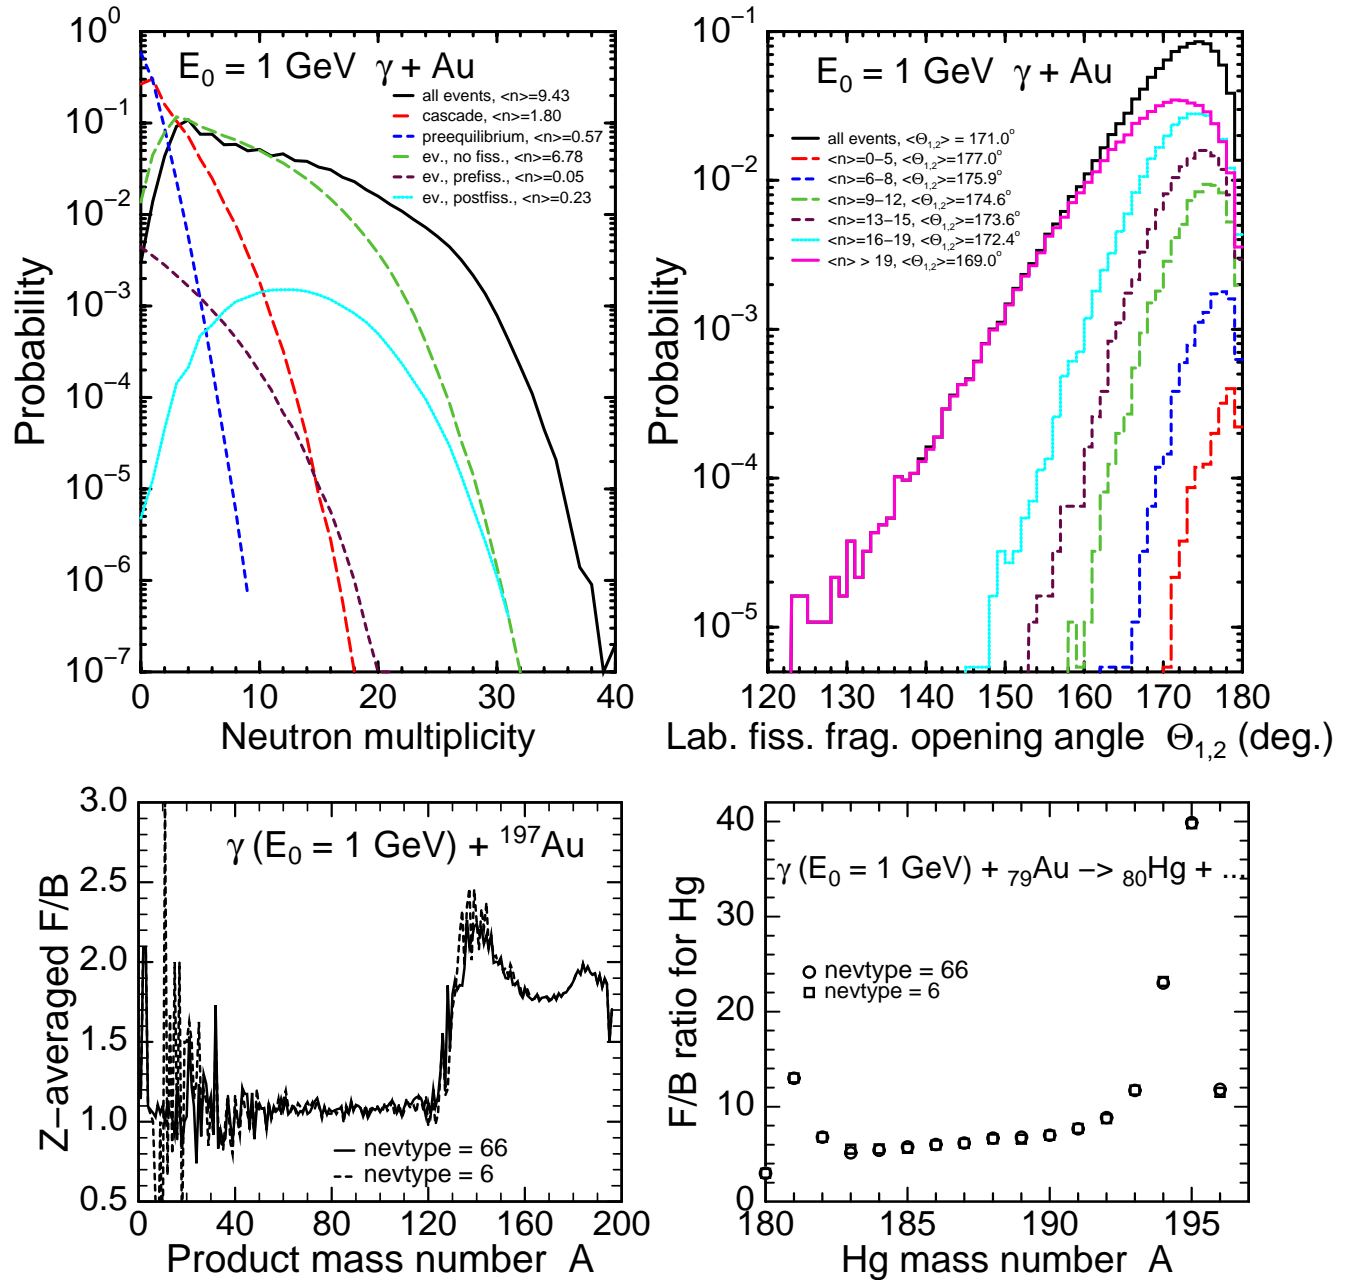 E₀ = 1 GeV γ + Au
all events, <n>=9.43
cascade, <n>=1.80
preequilibrium, <n>=0.57
ev., no fiss., <n>=6.78
ev., prefiss., <n>=0.05
ev., postfiss., <n>=0.23
Probability
10⁰
10⁻¹
10⁻²
10⁻³
10⁻⁴
10⁻⁵
10⁻⁶
10⁻⁷
0 10 20 30 40
Neutron multiplicity
E₀ = 1 GeV γ + Au
all events, <Θ₁,₂> = 171.0°
<n>=0−5, <Θ₁,₂>=177.0°
<n>=6−8, <Θ₁,₂>=175.9°
<n>=9−12, <Θ₁,₂>=174.6°
<n>=13−15, <Θ₁,₂>=173.6°
<n>=16−19, <Θ₁,₂>=172.4°
<n> > 19, <Θ₁,₂>=169.0°
Probability
10⁻¹
10⁻²
10⁻³
10⁻⁴
10⁻⁵
120 130 140 150 160 170 180
Lab. fiss. frag. opening angle Θ₁,₂ (deg.)
γ (E₀ = 1 GeV) + ¹⁹⁷Au
Z−averaged F/B
3.0
2.5
2.0
1.5
1.0
0.5
nevtype = 66
nevtype = 6
0 40 80 120 160 200
Product mass number A
γ (E₀ = 1 GeV) + ₇₉Au −> ₈₀Hg + ...
F/B ratio for Hg
40
30
20
10
0
nevtype = 66
nevtype = 6
180 185 190 195
Hg mass number A